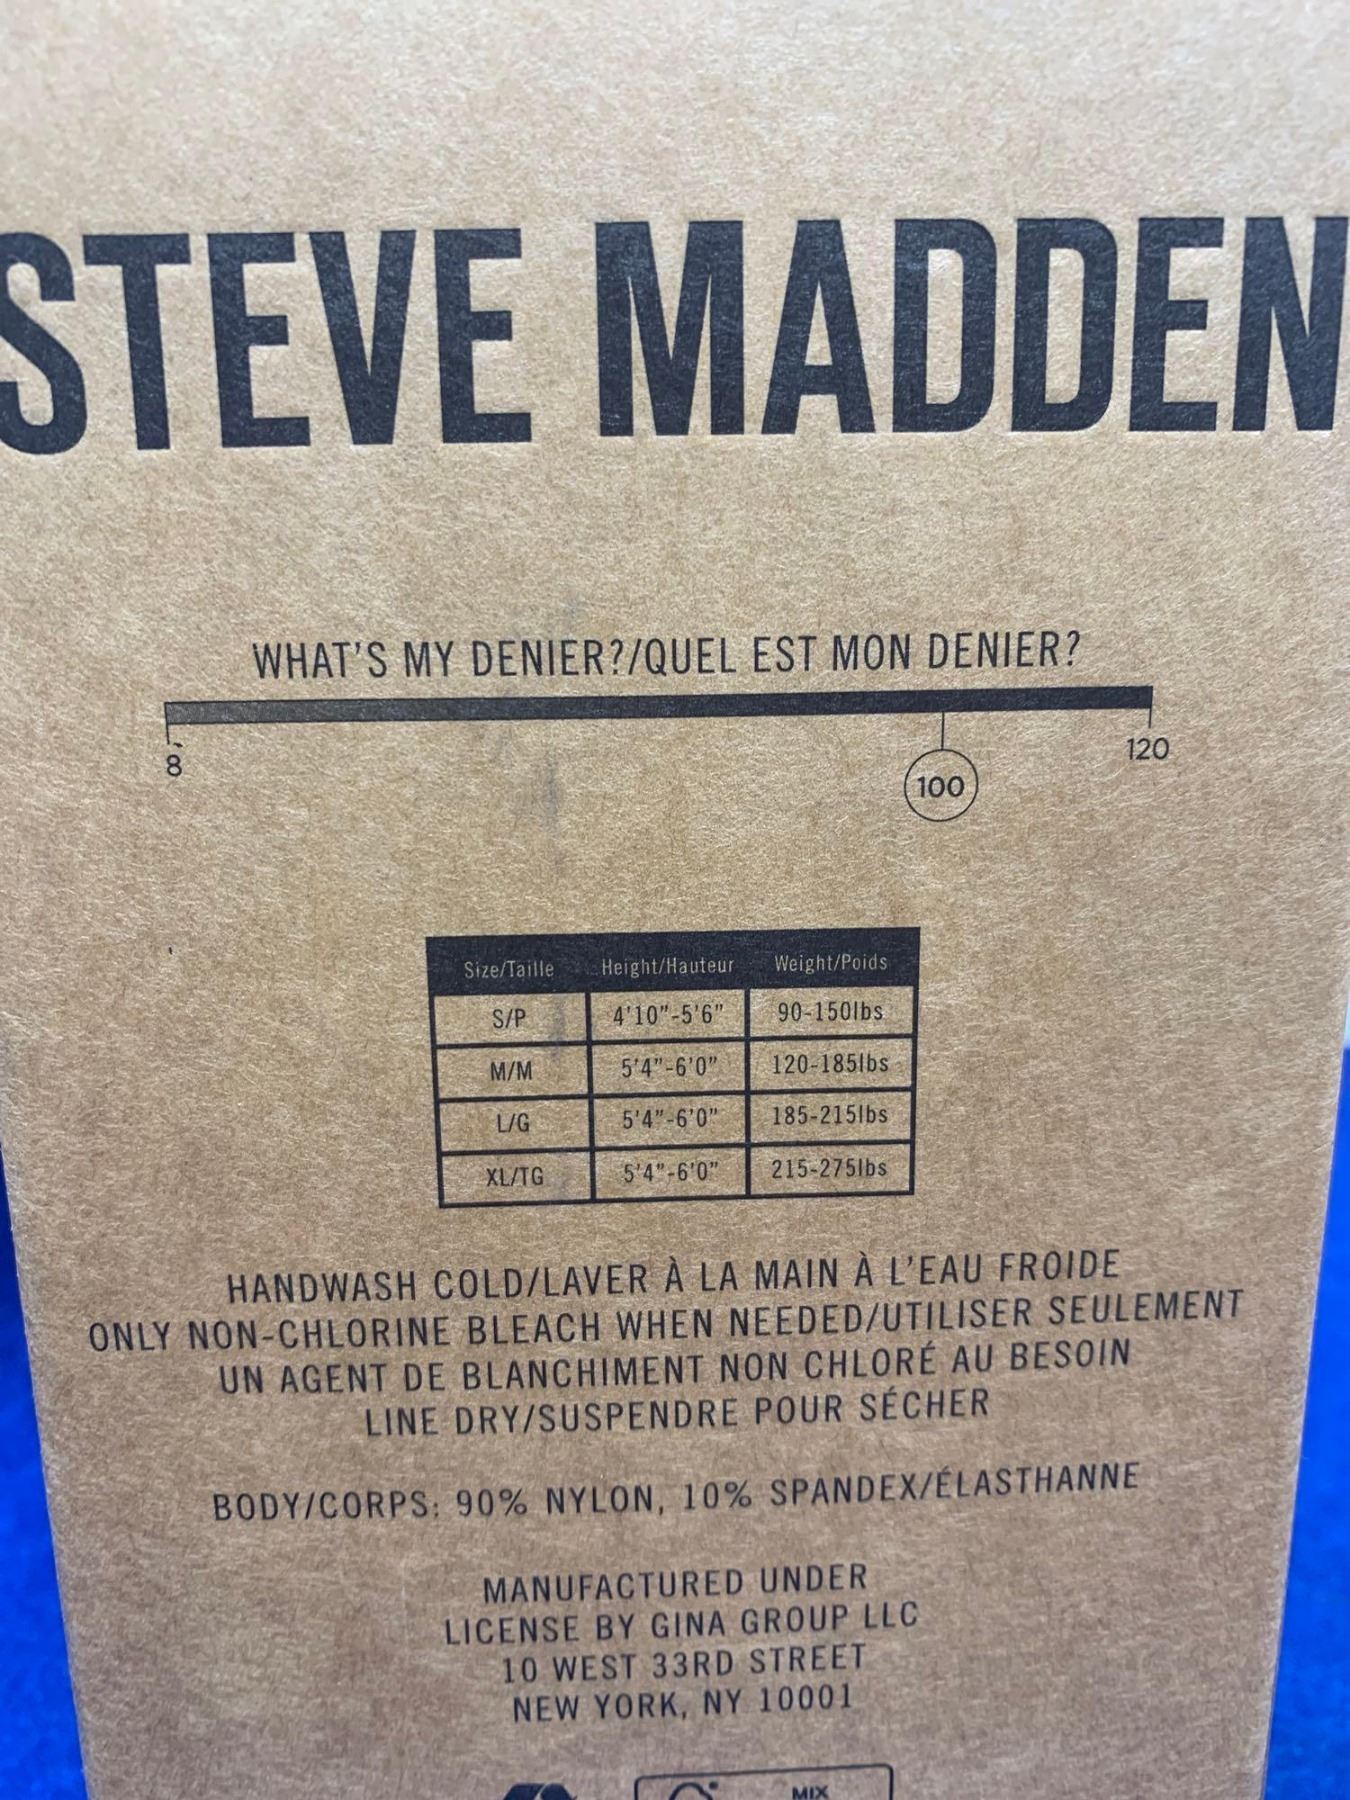 STEVE MADDEN
WHAT'S MY DENIER?/QUEL EST MON DENIER?
8 100 120
Size/Taille Height/Hauteur Weight/Poids
S/P 4'10"-5'6" 90-150lbs
M/M 5'4"-6'0" 120-185lbs
L/G 5'4"-6'0" 185-215lbs
XL/TG 5'4"-6'0" 215-275lbs
HANDWASH COLD/LAVER À LA MAIN À L'EAU FROIDE
ONLY NON-CHLORINE BLEACH WHEN NEEDED/UTILISER SEULEMENT
UN AGENT DE BLANCHIMENT NON CHLORÉ AU BESOIN
LINE DRY/SUSPENDRE POUR SÉCHER
BODY/CORPS: 90% NYLON, 10% SPANDEX/ÉLASTHANNE
MANUFACTURED UNDER
LICENSE BY GINA GROUP LLC
10 WEST 33RD STREET
NEW YORK, NY 10001
MIX